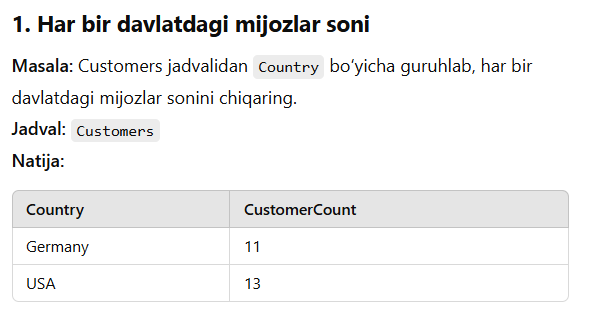 1. Har bir davlatdagi mijozlar soni
Masala: Customers jadvalidan Country bo‘yicha guruhlab, har bir
davlatdagi mijozlar sonini chiqaring.
Jadval: Customers
Natija:
Country CustomerCount
Germany 11
USA 13